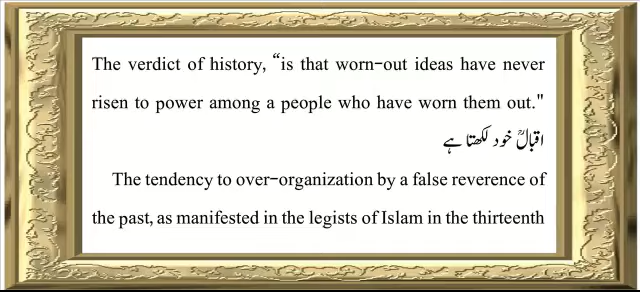 The verdict of history, “is that worn-out ideas have never
risen to power among a people who have worn them out."
اقبالؒ خود لکھتا ہے
The tendency to over-organization by a false reverence of
the past, as manifested in the legists of Islam in the thirteenth